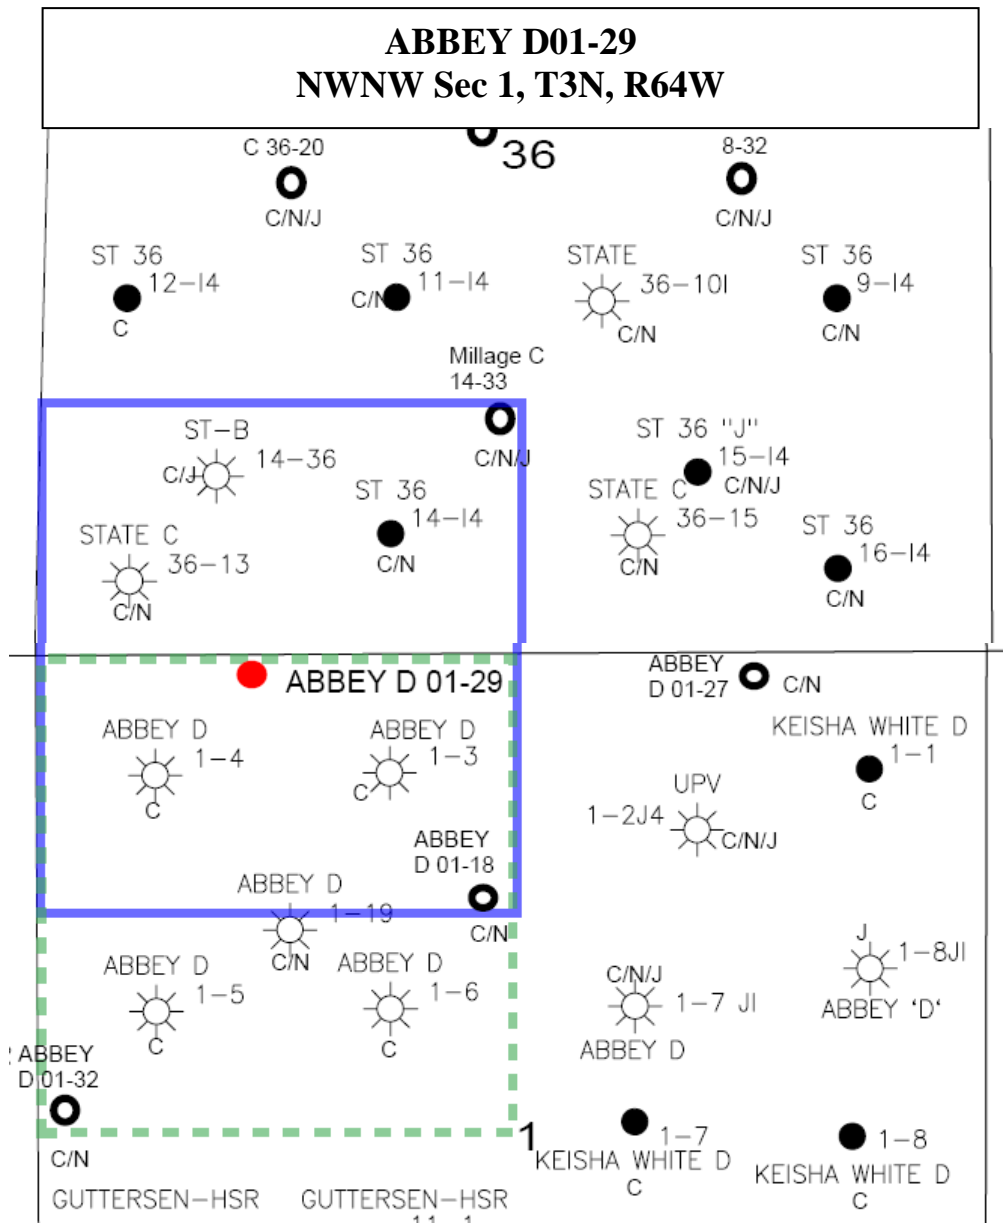 ABBEY D01-29
NWNW Sec 1, T3N, R64W
36
C 36-20
C/N/J
8-32
C/N/J
ST 36
12-I4
C
ST 36
11-I4
C/N
STATE
36-10I
C/N
ST 36
9-I4
C/N
Millage C
14-33
C/N/J
ST-B
14-36
C/J
ST 36
14-I4
C/N
STATE C
36-13
C/N
ST 36 "J"
15-I4
C/N/J
STATE C
36-15
C/N
ST 36
16-I4
C/N
ABBEY D 01-29
ABBEY
D 01-27
C/N
ABBEY D
1-4
C
ABBEY D
1-3
C
KEISHA WHITE D
1-1
C
UPV
1-2J4
C/N/J
ABBEY
D 01-18
C/N
ABBEY D
1-19
C/N
ABBEY D
1-5
C
ABBEY D
1-6
C
C/N/J
1-7 JI
ABBEY D
J
1-8JI
ABBEY 'D'
ABBEY
D 01-32
C/N
1
1-7
KEISHA WHITE D
C
1-8
KEISHA WHITE D
C
GUTTERSEN-HSR
GUTTERSEN-HSR